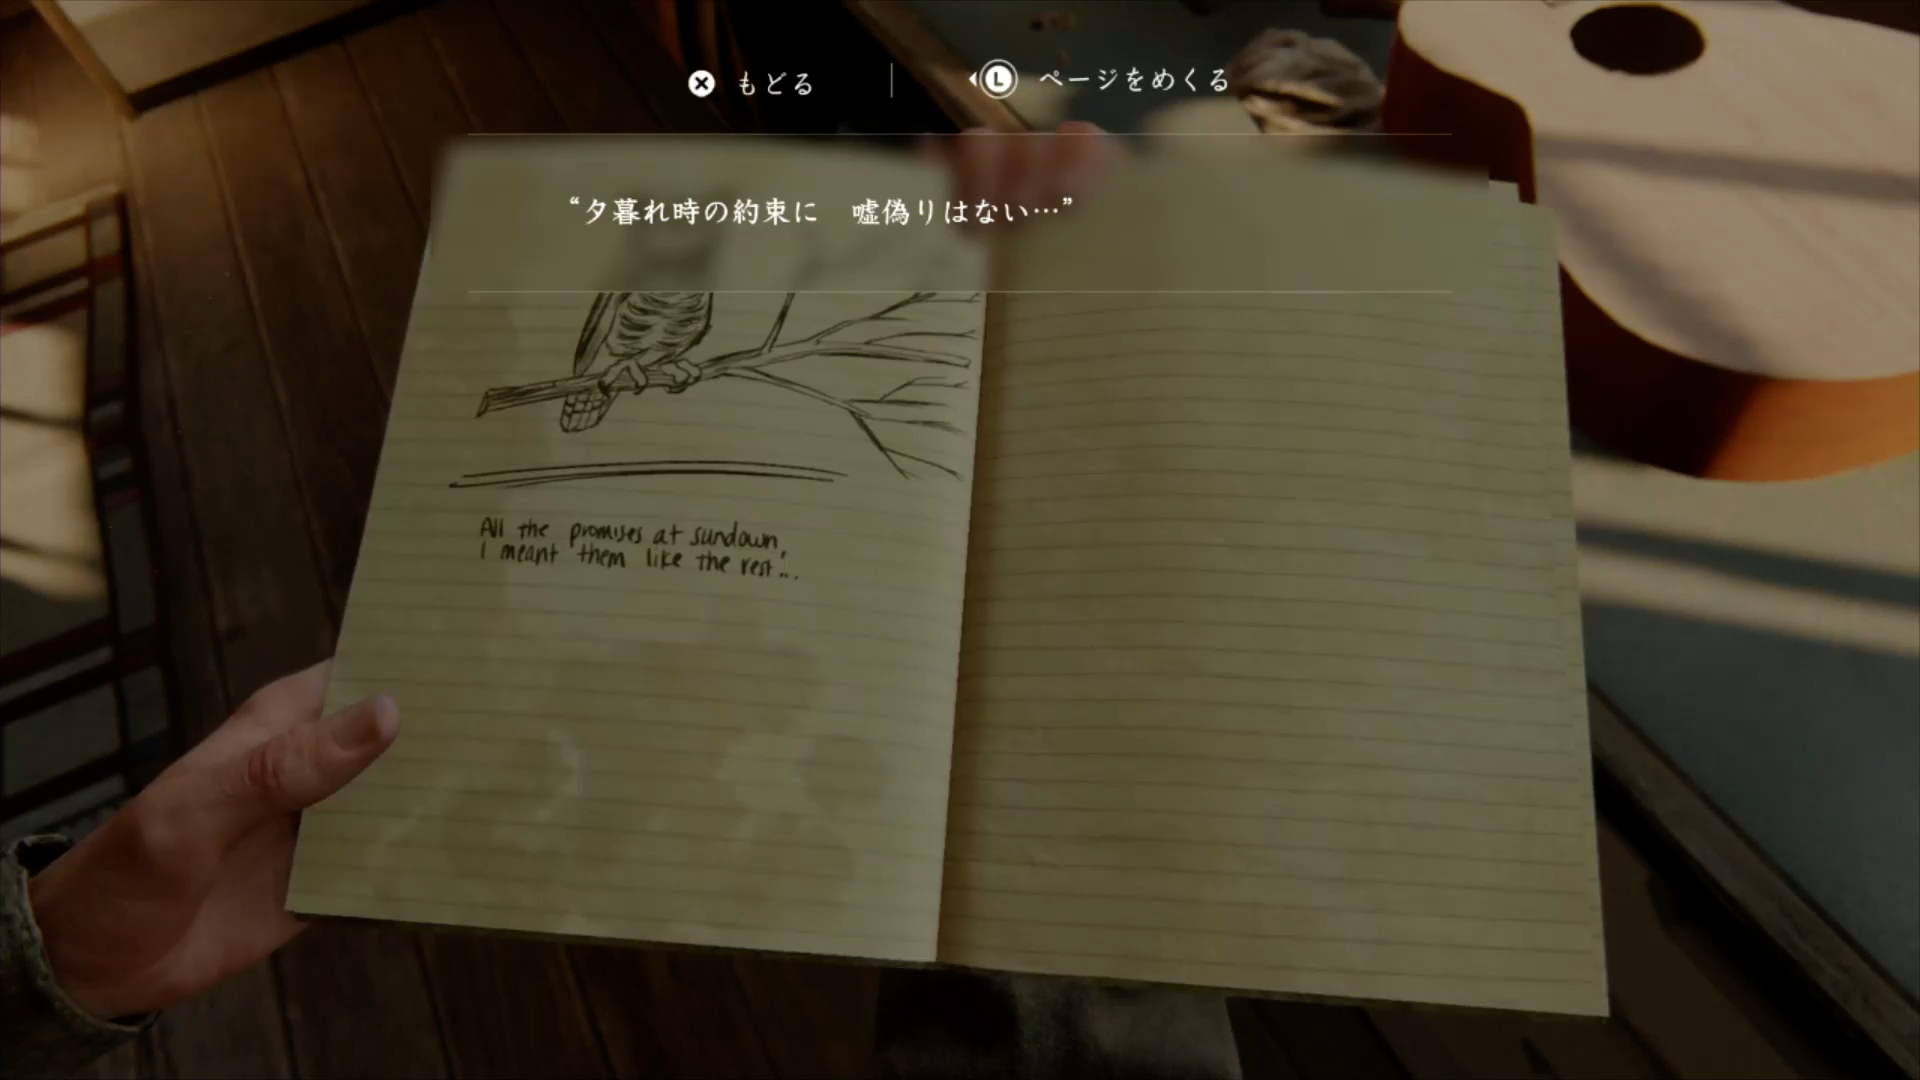 もどる
L ページをめくる
“夕暮れ時の約束に　嘘偽りはない…”
All the promises at sundown,
I meant them like the rest...